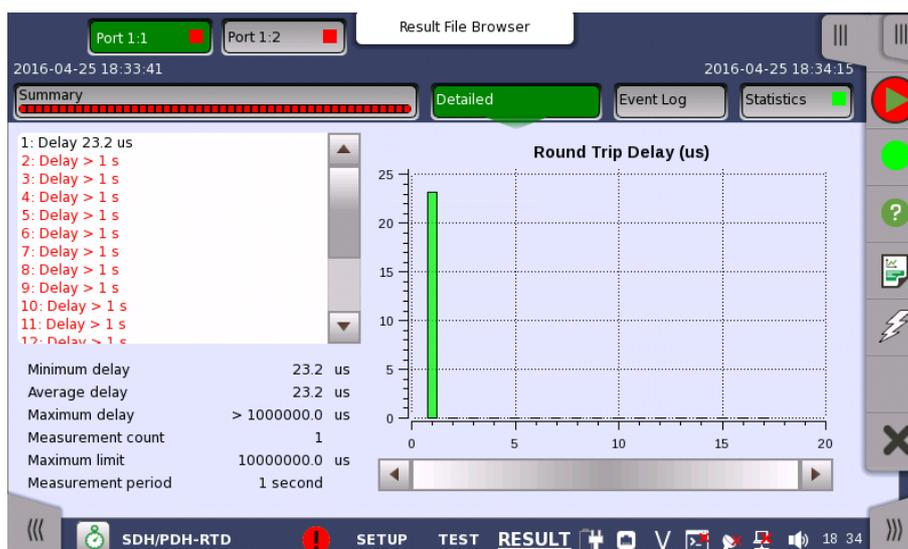 Result File Browser
Port 1:1
Port 1:2
2016-04-25 18:33:41
2016-04-25 18:34:15
Summary
Detailed
Event Log
Statistics
1: Delay 23.2 us
2: Delay > 1 s
3: Delay > 1 s
4: Delay > 1 s
5: Delay > 1 s
6: Delay > 1 s
7: Delay > 1 s
8: Delay > 1 s
9: Delay > 1 s
10: Delay > 1 s
11: Delay > 1 s
12: Delay > 1 s
Round Trip Delay (us)
25
20
15
10
5
0
0 5 10 15 20
Minimum delay 23.2 us
Average delay 23.2 us
Maximum delay > 1000000.0 us
Measurement count 1
Maximum limit 10000000.0 us
Measurement period 1 second
SDH/PDH-RTD
SETUP TEST RESULT
V
18 34